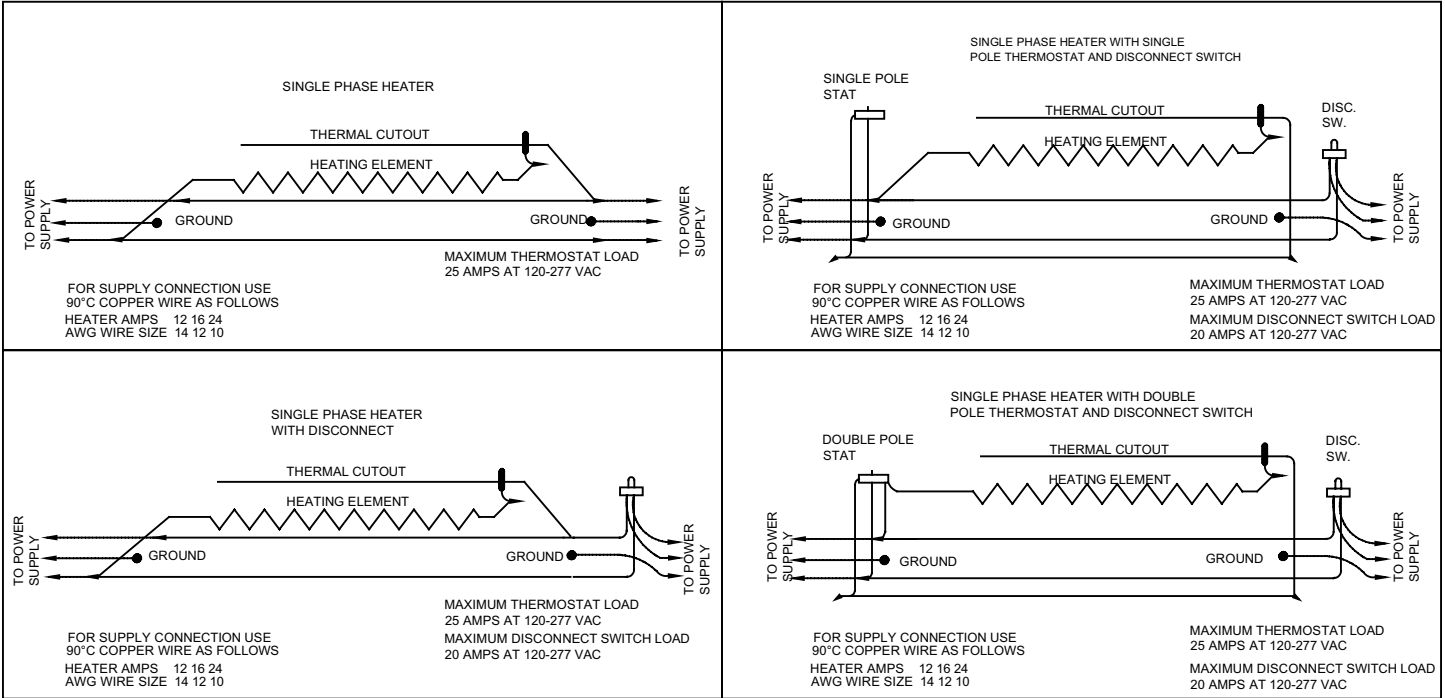 SINGLE PHASE HEATER
THERMAL CUTOUT
HEATING ELEMENT
TO POWER
SUPPLY
GROUND
GROUND
TO POWER
SUPPLY
MAXIMUM THERMOSTAT LOAD
25 AMPS AT 120-277 VAC
FOR SUPPLY CONNECTION USE
90°C COPPER WIRE AS FOLLOWS
HEATER AMPS 12 16 24
AWG WIRE SIZE 14 12 10
SINGLE PHASE HEATER WITH SINGLE
POLE THERMOSTAT AND DISCONNECT SWITCH
SINGLE POLE
STAT
THERMAL CUTOUT
HEATING ELEMENT
DISC.
SW.
TO POWER
SUPPLY
GROUND
GROUND
TO POWER
SUPPLY
FOR SUPPLY CONNECTION USE
90°C COPPER WIRE AS FOLLOWS
HEATER AMPS 12 16 24
AWG WIRE SIZE 14 12 10
MAXIMUM THERMOSTAT LOAD
25 AMPS AT 120-277 VAC
MAXIMUM DISCONNECT SWITCH LOAD
20 AMPS AT 120-277 VAC
SINGLE PHASE HEATER
WITH DISCONNECT
THERMAL CUTOUT
HEATING ELEMENT
TO POWER
SUPPLY
GROUND
GROUND
TO POWER
SUPPLY
MAXIMUM THERMOSTAT LOAD
25 AMPS AT 120-277 VAC
MAXIMUM DISCONNECT SWITCH LOAD
20 AMPS AT 120-277 VAC
FOR SUPPLY CONNECTION USE
90°C COPPER WIRE AS FOLLOWS
HEATER AMPS 12 16 24
AWG WIRE SIZE 14 12 10
SINGLE PHASE HEATER WITH DOUBLE
POLE THERMOSTAT AND DISCONNECT SWITCH
DOUBLE POLE
STAT
THERMAL CUTOUT
HEATING ELEMENT
DISC.
SW.
TO POWER
SUPPLY
GROUND
GROUND
TO POWER
SUPPLY
FOR SUPPLY CONNECTION USE
90°C COPPER WIRE AS FOLLOWS
HEATER AMPS 12 16 24
AWG WIRE SIZE 14 12 10
MAXIMUM THERMOSTAT LOAD
25 AMPS AT 120-277 VAC
MAXIMUM DISCONNECT SWITCH LOAD
20 AMPS AT 120-277 VAC